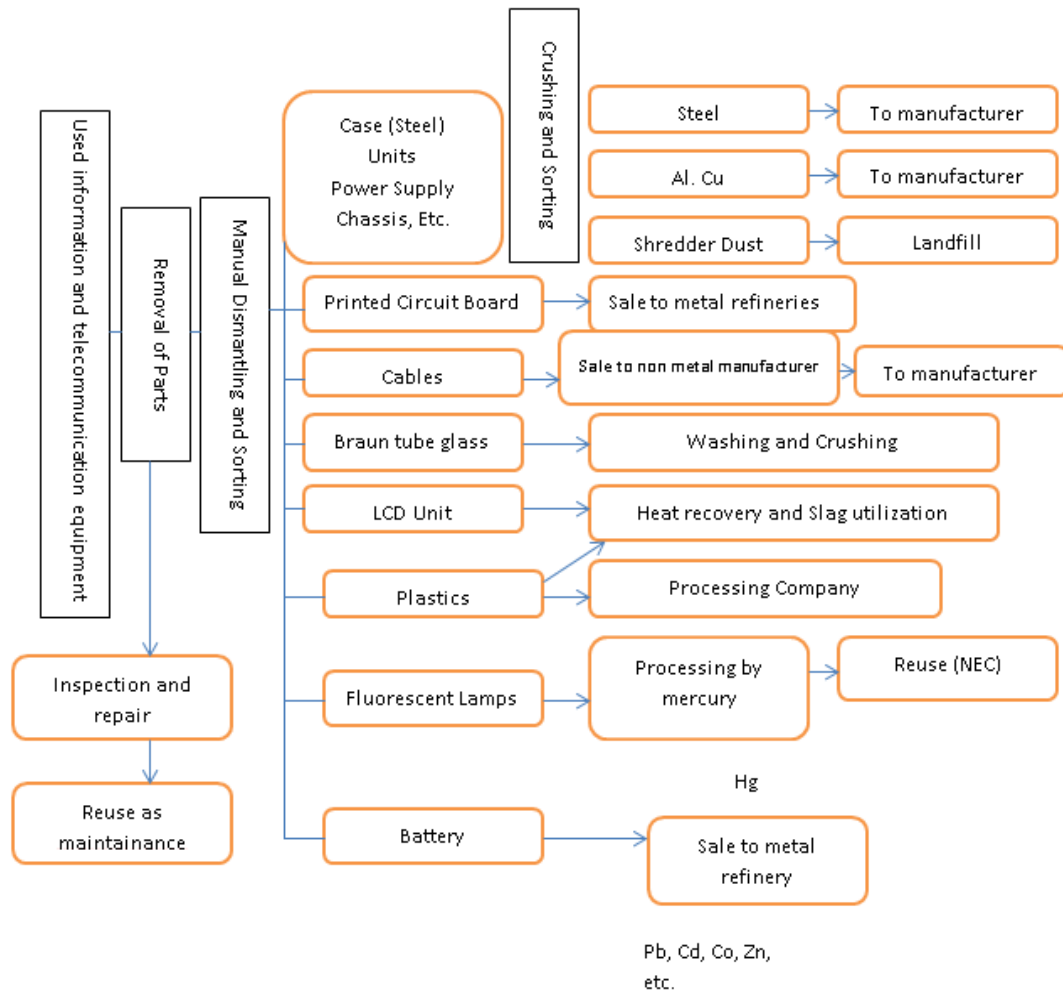 Used information and telecommunication equipment
Removal of Parts
Manual Dismantling and Sorting
Case (Steel)
Units
Power Supply
Chassis, Etc.
Crushing and Sorting
Steel
To manufacturer
Al. Cu
To manufacturer
Shredder Dust
Landfill
Printed Circuit Board
Sale to metal refineries
Cables
Sale to non metal manufacturer
To manufacturer
Braun tube glass
Washing and Crushing
LCD Unit
Heat recovery and Slag utilization
Plastics
Processing Company
Fluorescent Lamps
Processing by
mercury
Reuse (NEC)
Hg
Battery
Sale to metal
refinery
Pb, Cd, Co, Zn,
etc.
Inspection and
repair
Reuse as
maintainance